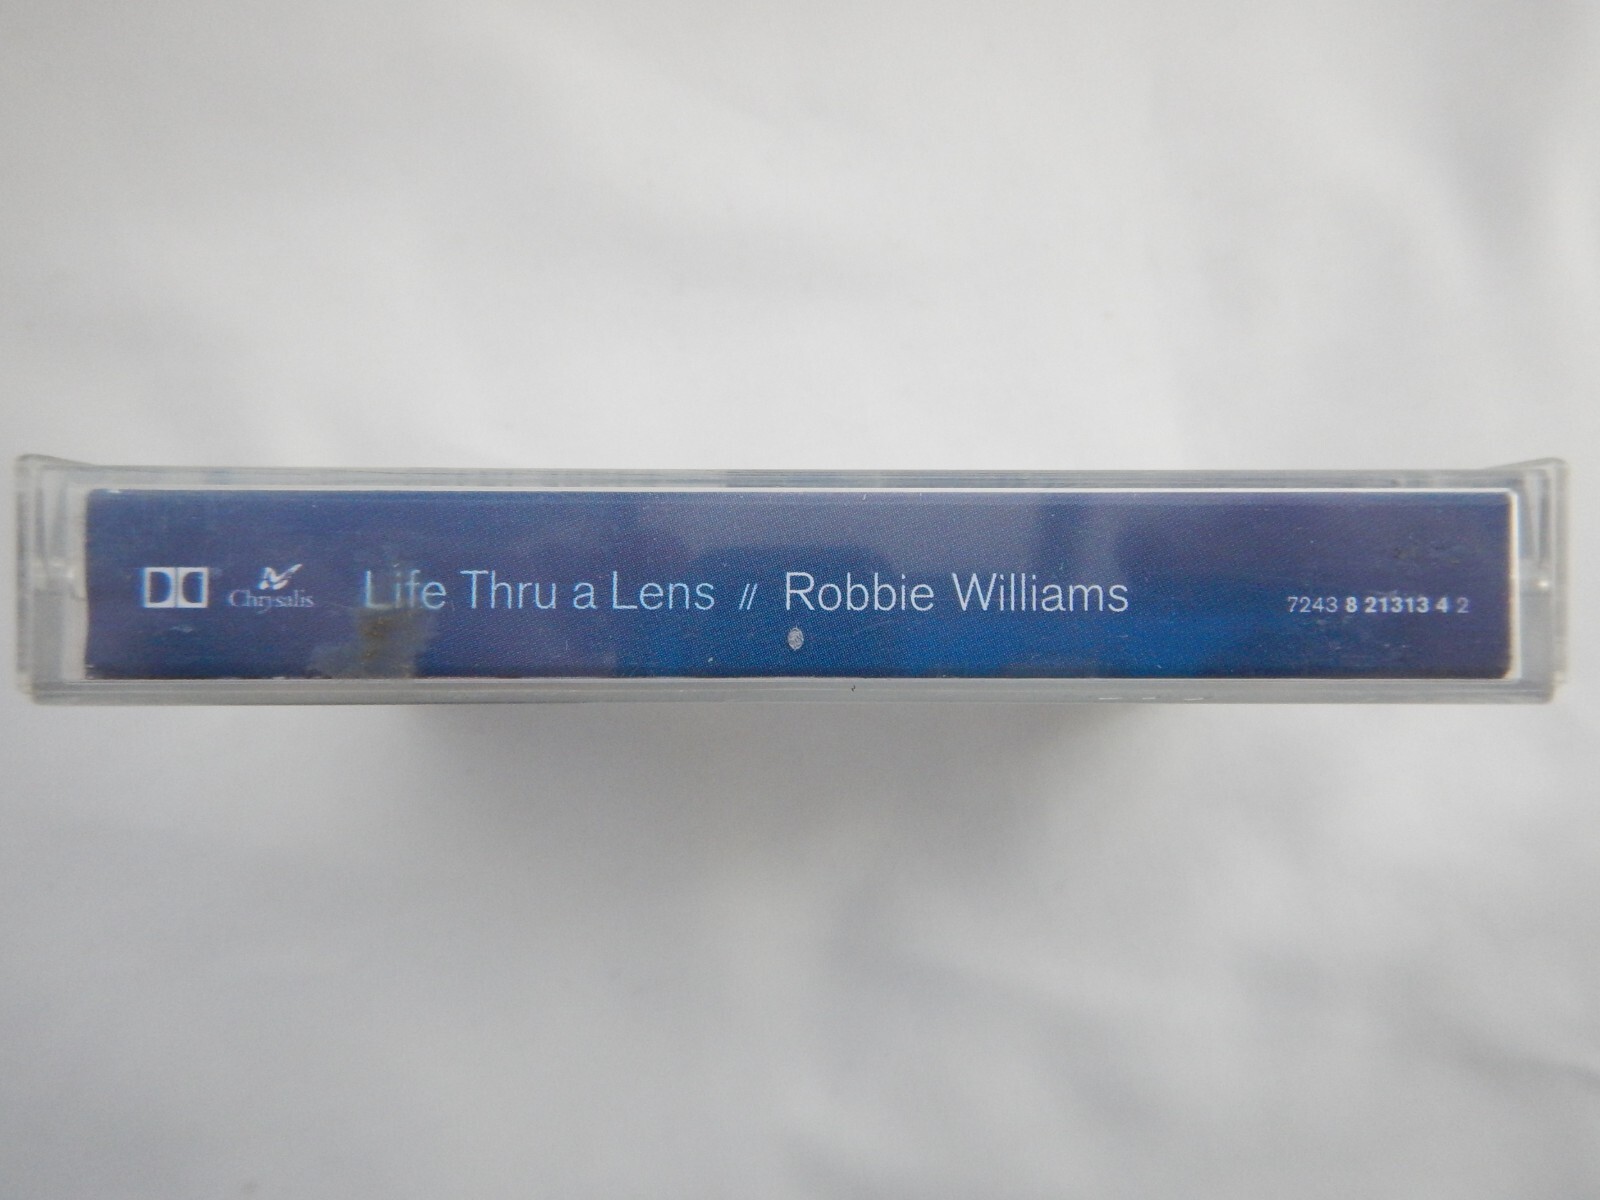 Chrysalis Life Thru a Lens // Robbie Williams 7243 8 21313 4 2